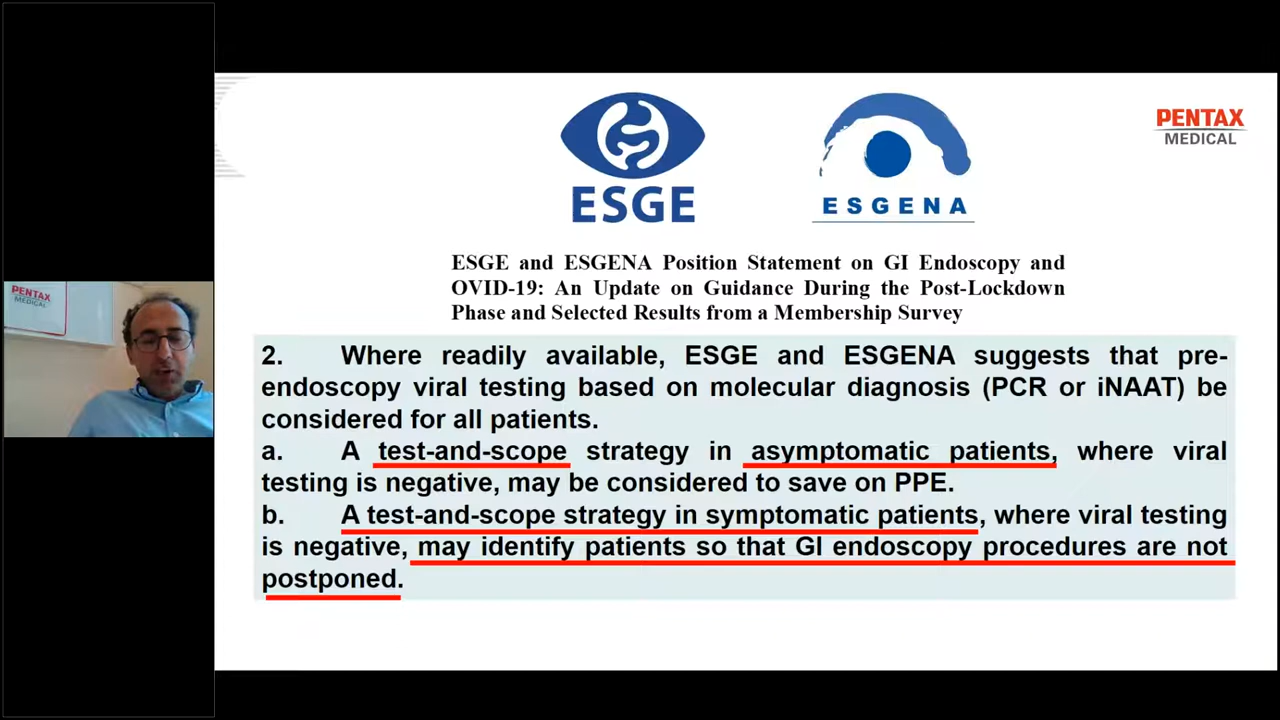 ESGE
ESGENA
PENTAX
MEDICAL
ESGE and ESGENA Position Statement on GI Endoscopy and
OVID-19: An Update on Guidance During the Post-Lockdown
Phase and Selected Results from a Membership Survey
PENTAX
MEDICAL
2. Where readily available, ESGE and ESGENA suggests that pre-
endoscopy viral testing based on molecular diagnosis (PCR or iNAAT) be
considered for all patients.
a. A test-and-scope strategy in asymptomatic patients, where viral
testing is negative, may be considered to save on PPE.
b. A test-and-scope strategy in symptomatic patients, where viral testing
is negative, may identify patients so that GI endoscopy procedures are not
postponed.